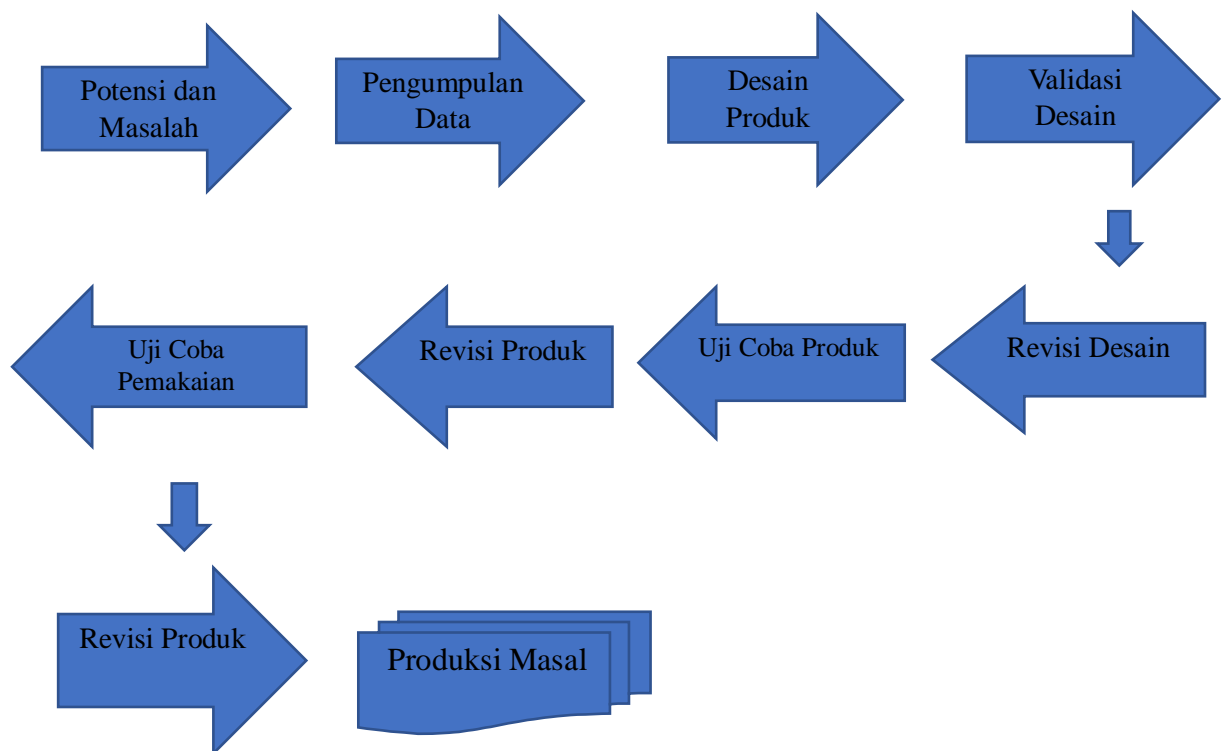 Potensi dan
Masalah
Pengumpulan
Data
Desain
Produk
Validasi
Desain
Revisi Desain
Uji Coba Produk
Revisi Produk
Uji Coba
Pemakaian
Revisi Produk
Produksi Masal